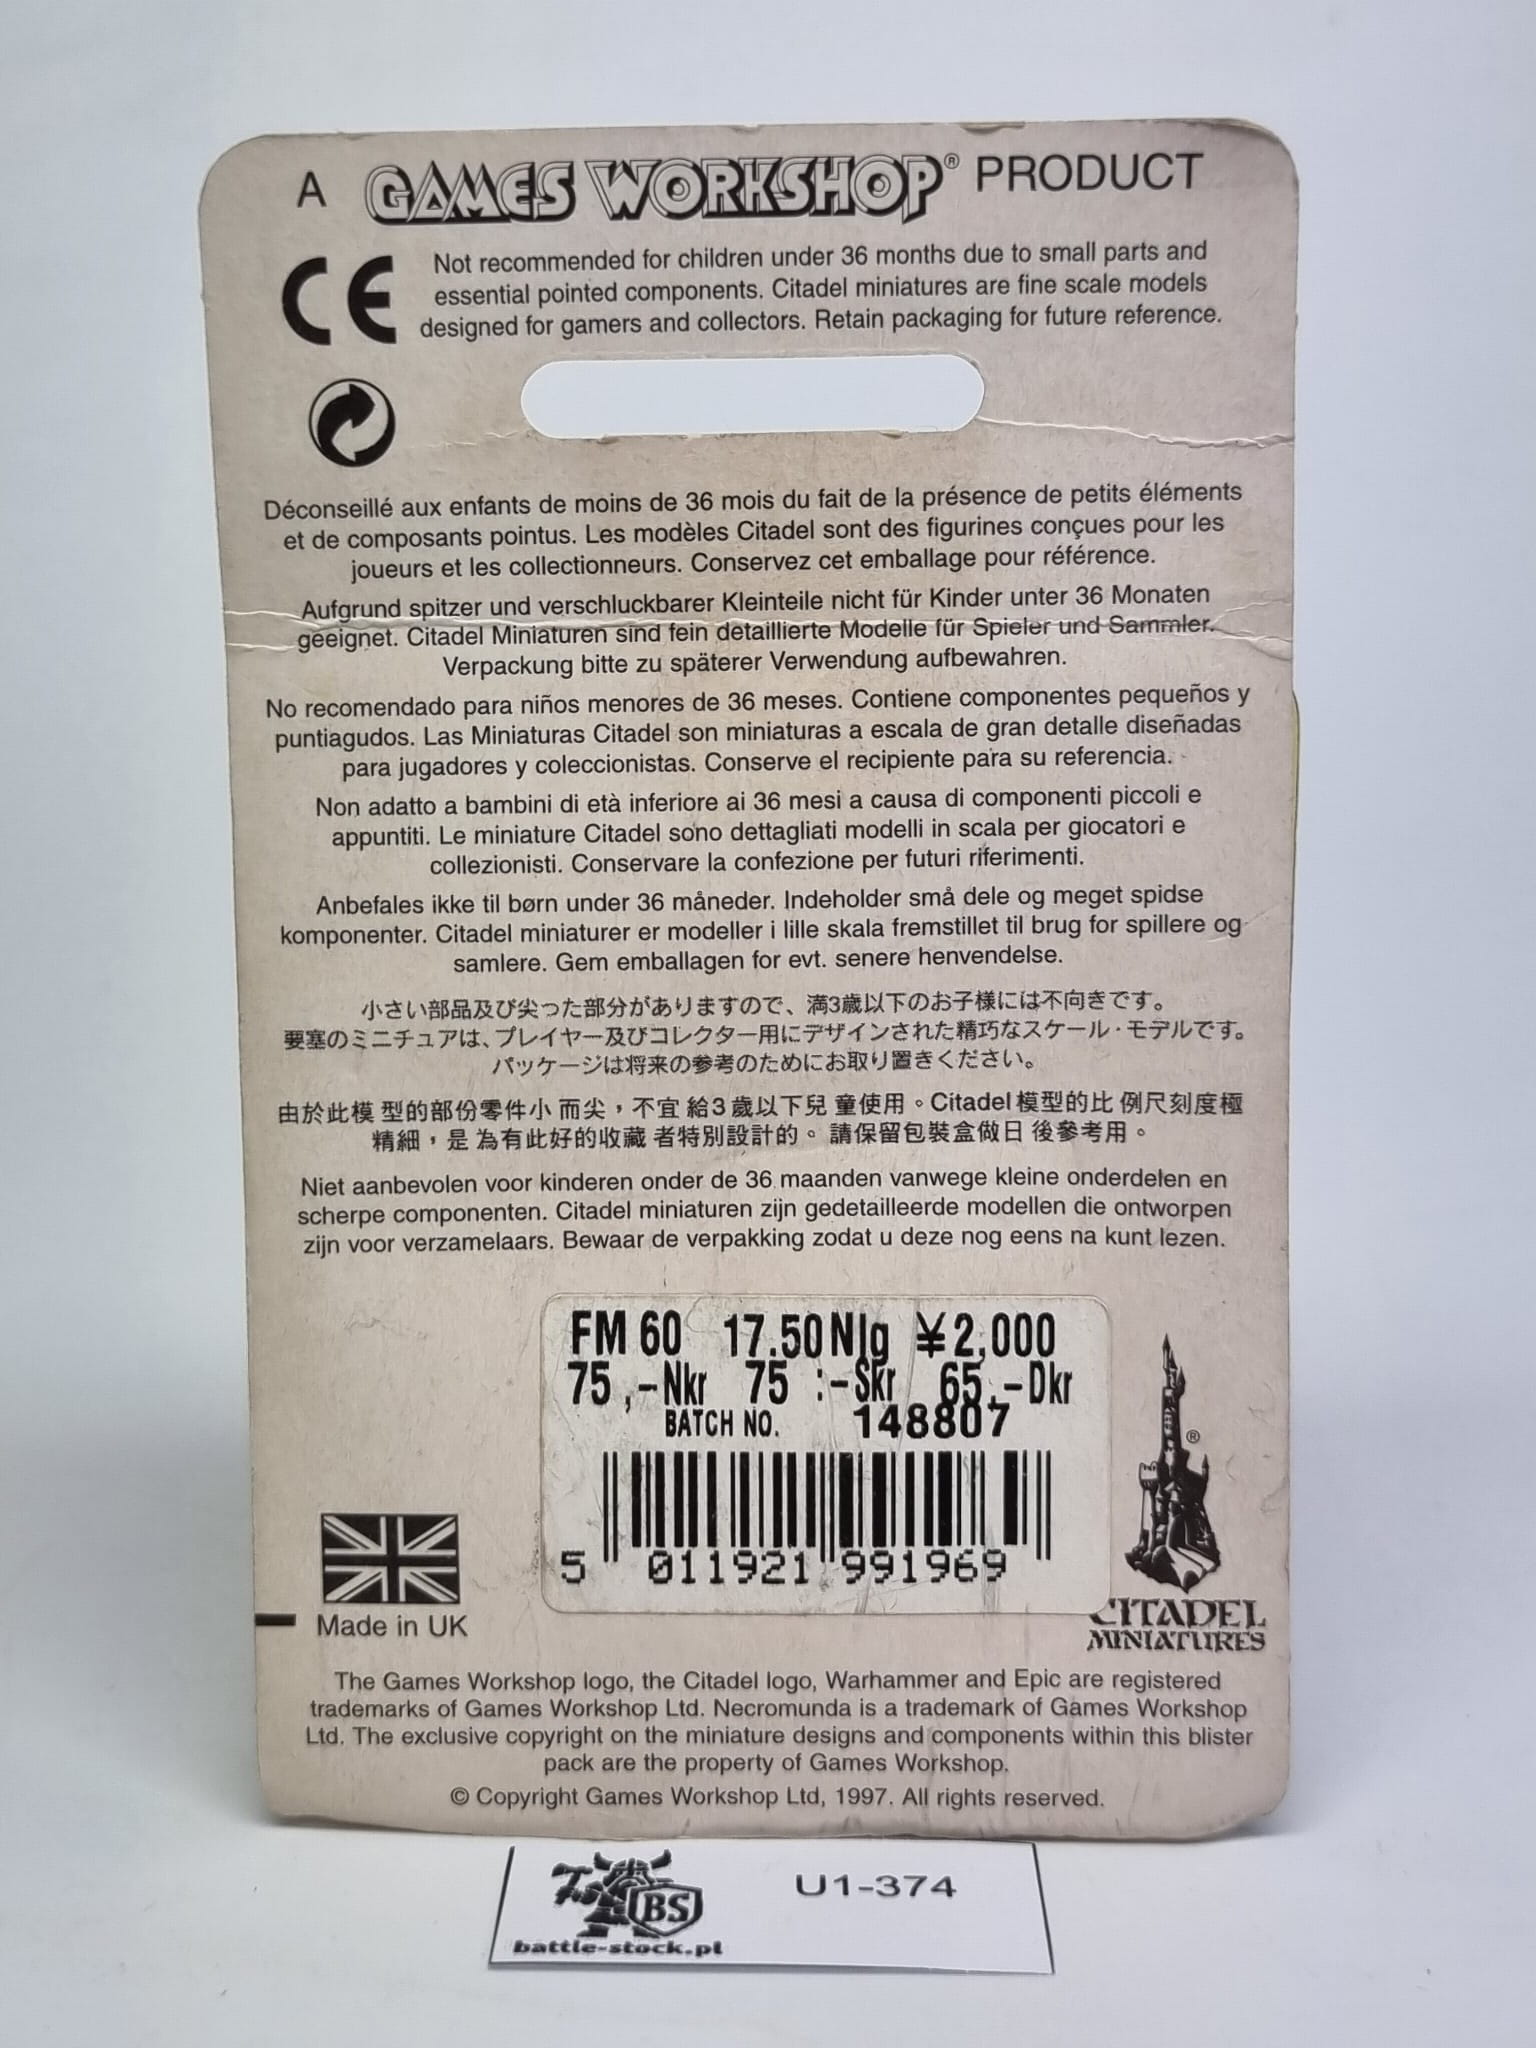 A GAMES WORKSHOP® PRODUCT
CE
Not recommended for children under 36 months due to small parts and
essential pointed components. Citadel miniatures are fine scale models
designed for gamers and collectors. Retain packaging for future reference.
Déconseillé aux enfants de moins de 36 mois du fait de la présence de petits éléments
et de composants pointus. Les modèles Citadel sont des figurines conçues pour les
joueurs et les collectionneurs. Conservez cet emballage pour référence.
Aufgrund spitzer und verschluckbarer Kleinteile nicht für Kinder unter 36 Monaten
geeignet. Citadel Miniaturen sind fein detaillierte Modelle für Spieler und Sammler.
Verpackung bitte zu späterer Verwendung aufbewahren.
No recomendado para niños menores de 36 meses. Contiene componentes pequeños y
puntiagudos. Las Miniaturas Citadel son miniaturas a escala de gran detalle diseñadas
para jugadores y coleccionistas. Conserve el recipiente para su referencia.
Non adatto a bambini di età inferiore ai 36 mesi a causa di componenti piccoli e
appuntiti. Le miniature Citadel sono dettagliati modelli in scala per giocatori e
collezionisti. Conservare la confezione per futuri riferimenti.
Anbefales ikke til børn under 36 måneder. Indeholder små dele og meget spidse
komponenter. Citadel miniaturer er modeller i lille skala fremstillet til brug for spillere og
samlere. Gem emballagen for evt. senere henvendelse.
小さい部品及び尖った部分がありますので、満3歳以下のお子様には不向きです。
要塞のミニチュアは、プレイヤー及びコレクター用にデザインされた精巧なスケール・モデルです。
パッケージは将来の参考のためにお取り置きください。
由於此模 型的部份零件小 而尖，不宜 給3 歲以下兒 童使用。Citadel 模型的比 例尺刻度極
精細，是 為有此好的收藏 者特別設計的。 請保留包裝盒做日 後參考用。
Niet aanbevolen voor kinderen onder de 36 maanden vanwege kleine onderdelen en
scherpe componenten. Citadel miniaturen zijn gedetailleerde modellen die ontworpen
zijn voor verzamelaars. Bewaar de verpakking zodat u deze nog eens na kunt lezen.
FM 60 17.50 Nlg ¥2,000
75 ,-Nkr 75 :-Skr 65,-Dkr
BATCH NO. 148807
5 011921 991969
®
CITADEL
MINIATURES
Made in UK
The Games Workshop logo, the Citadel logo, Warhammer and Epic are registered
trademarks of Games Workshop Ltd. Necromunda is a trademark of Games Workshop
Ltd. The exclusive copyright on the miniature designs and components within this blister
pack are the property of Games Workshop.
© Copyright Games Workshop Ltd, 1997. All rights reserved.
BS
U1-374
battle-stock.pl